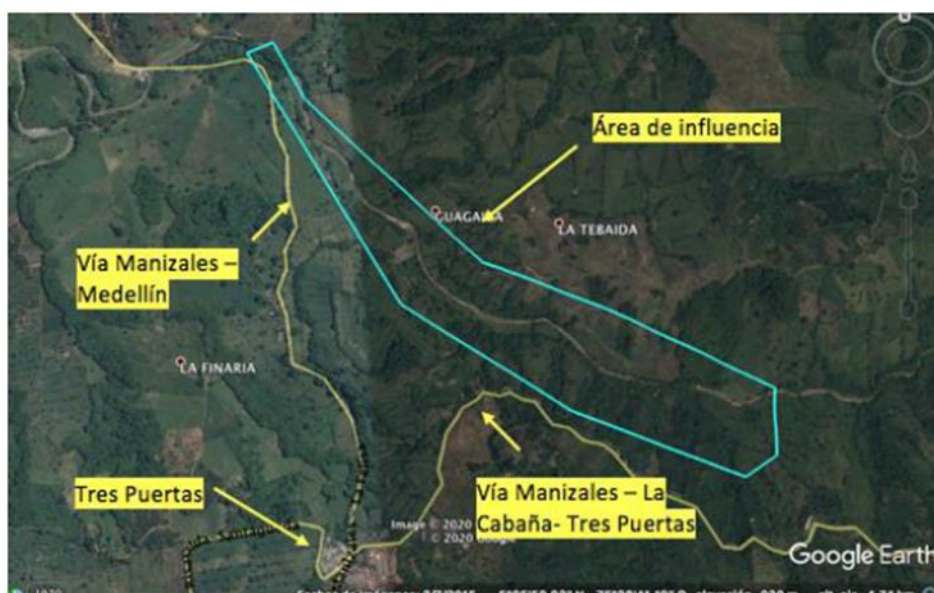 Área de influencia
GUAGALLA
LA TEBAIDA
Vía Manizales –
Medellín
LA FINARIA
Tres Puertas
Vía Manizales – La
Cabaña- Tres Puertas
Image © 2020
© 2020 Google
Google Earth